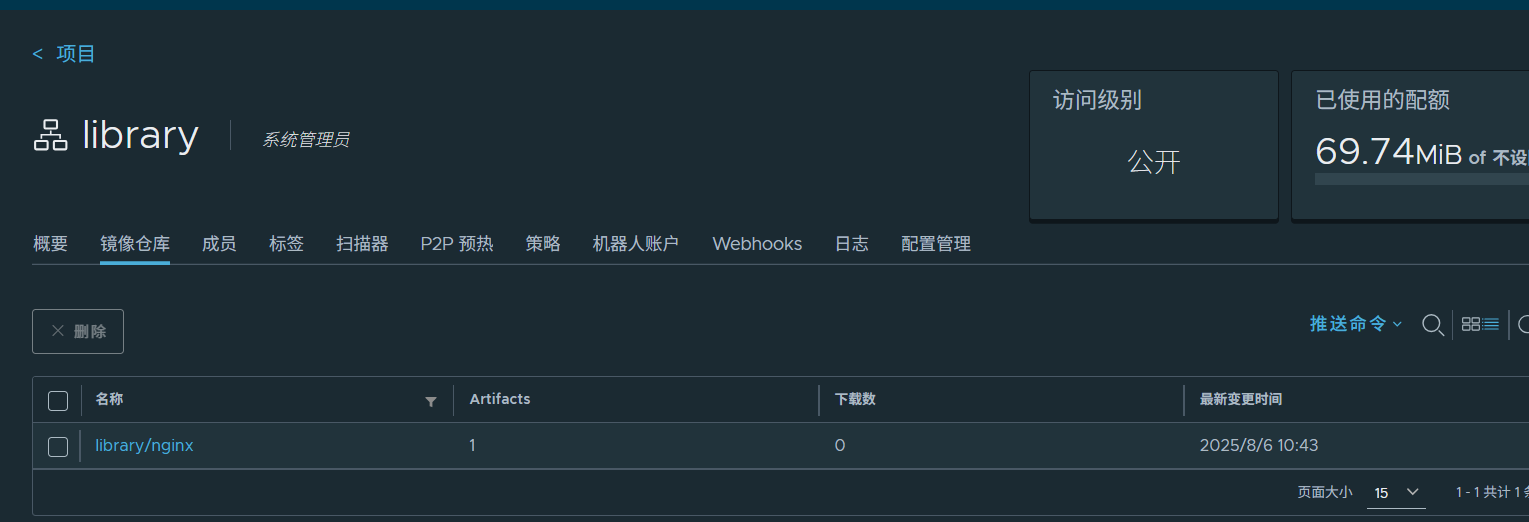 < 项目
library 系统管理员
访问级别
公开
已使用的配额
69.74MiB of 不设
概要 镜像仓库 成员 标签 扫描器 P2P 预热 策略 机器人账户 Webhooks 日志 配置管理
删除 推送命令
名称 Artifacts 下载数 最新变更时间
library/nginx 1 0 2025/8/6 10:43
页面大小 15 1 - 1 共计 1